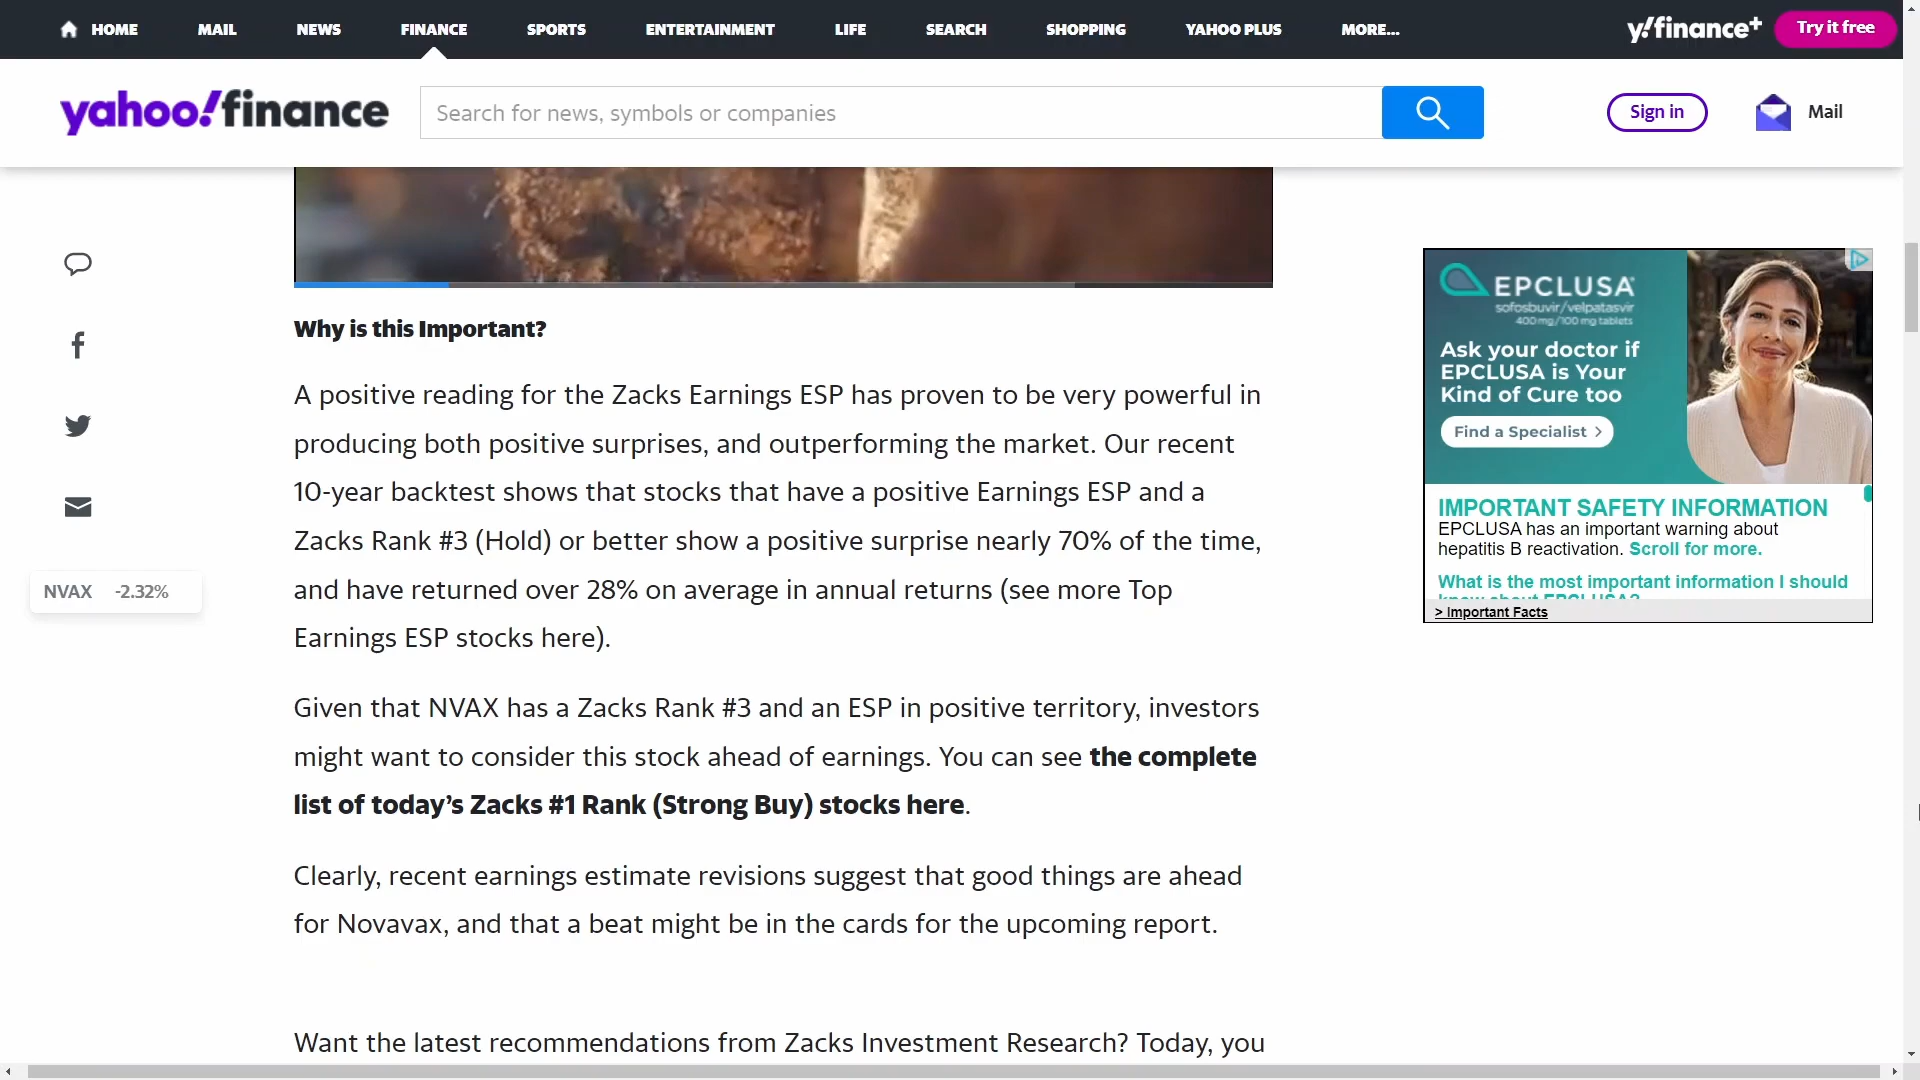 HOME MAIL NEWS FINANCE SPORTS ENTERTAINMENT LIFE SEARCH SHOPPING YAHOO PLUS MORE... y!finance+ Try it free
yahoo!finance Search for news, symbols or companies Sign in Mail
Why is this Important?
A positive reading for the Zacks Earnings ESP has proven to be very powerful in
producing both positive surprises, and outperforming the market. Our recent
10-year backtest shows that stocks that have a positive Earnings ESP and a
Zacks Rank #3 (Hold) or better show a positive surprise nearly 70% of the time,
and have returned over 28% on average in annual returns (see more Top
Earnings ESP stocks here).
Given that NVAX has a Zacks Rank #3 and an ESP in positive territory, investors
might want to consider this stock ahead of earnings. You can see the complete
list of today's Zacks #1 Rank (Strong Buy) stocks here.
Clearly, recent earnings estimate revisions suggest that good things are ahead
for Novavax, and that a beat might be in the cards for the upcoming report.
Want the latest recommendations from Zacks Investment Research? Today, you
NVAX -2.32%
EPCLUSA
sofosbuvir/velpatasvir
400 mg/100 mg tablets
Ask your doctor if
EPCLUSA is Your
Kind of Cure too
Find a Specialist >
IMPORTANT SAFETY INFORMATION
EPCLUSA has an important warning about
hepatitis B reactivation. Scroll for more.
What is the most important information I should
know about EPCLUSA?
> Important Facts